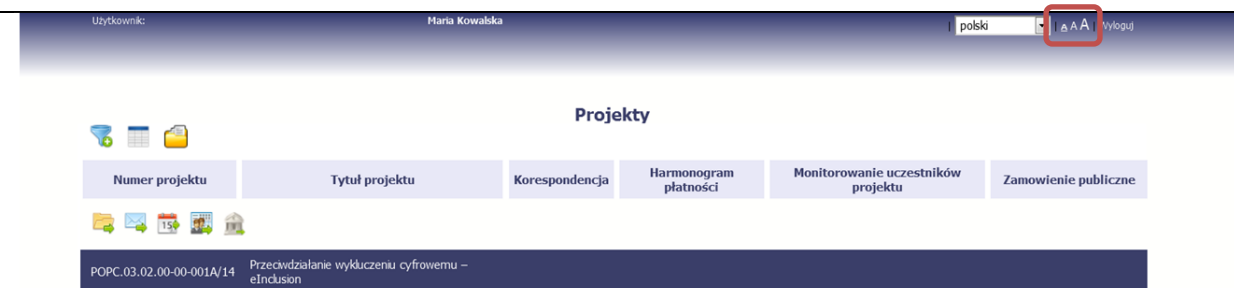 Użytkownik: Maria Kowalska | polski | A A A | Wyloguj
Projekty
Numer projektu Tytuł projektu Korespondencja Harmonogram płatności Monitorowanie uczestników projektu Zamowienie publiczne
15
POPC.03.02.00-00-001A/14 Przeciwdziałanie wykluczeniu cyfrowemu –
eInclusion